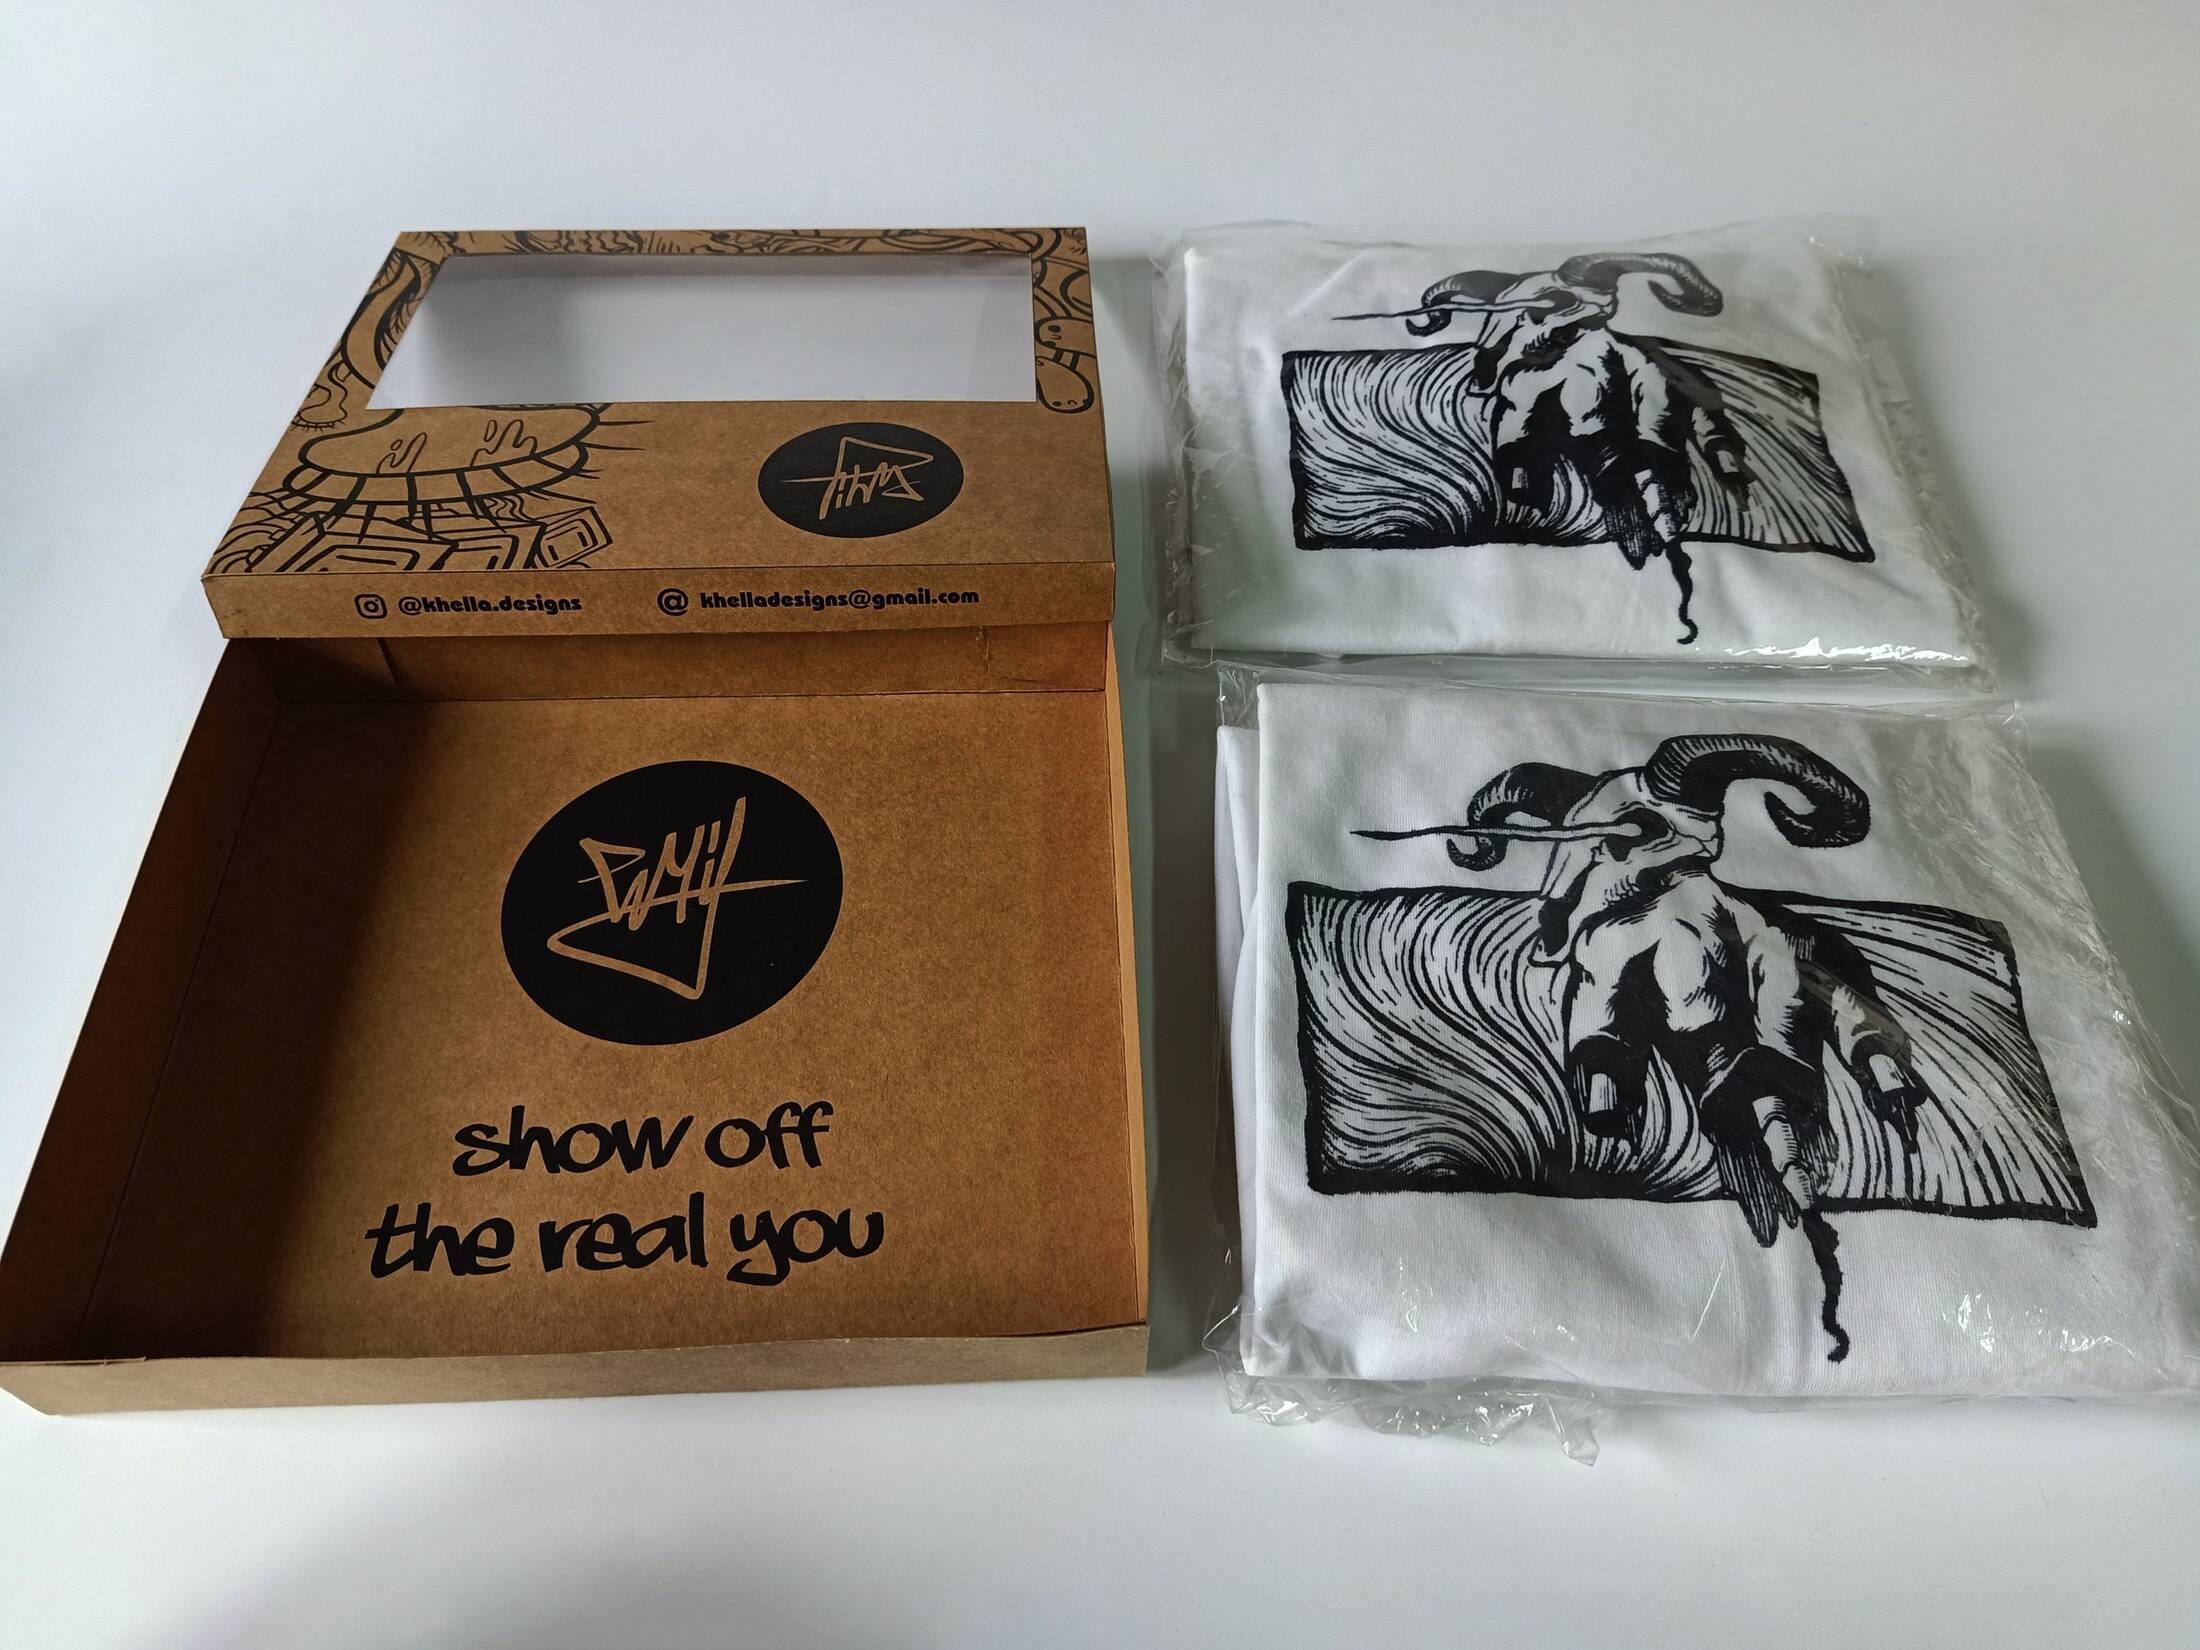 @khella.designs @ khelladesigns@gmail.com
show off
the real you